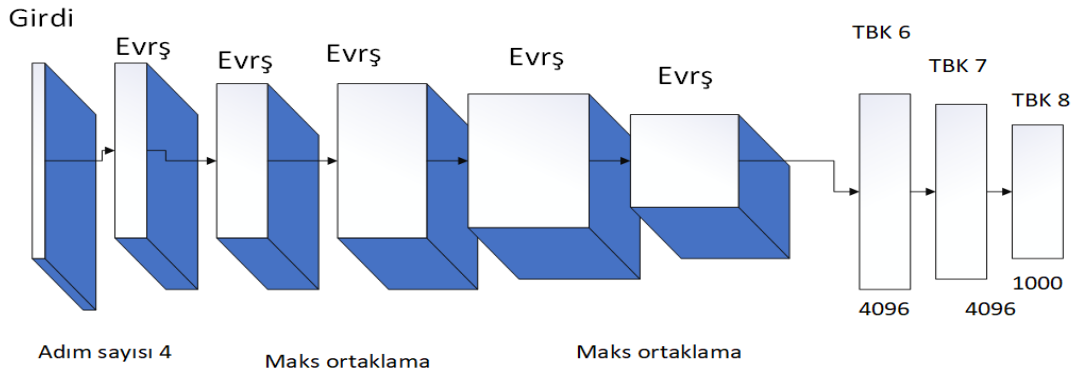 Girdi
Evrş
Evrş
Evrş
Evrş
Evrş
TBK 6
TBK 7
TBK 8
4096
4096
1000
Adım sayısı 4
Maks ortaklama
Maks ortaklama